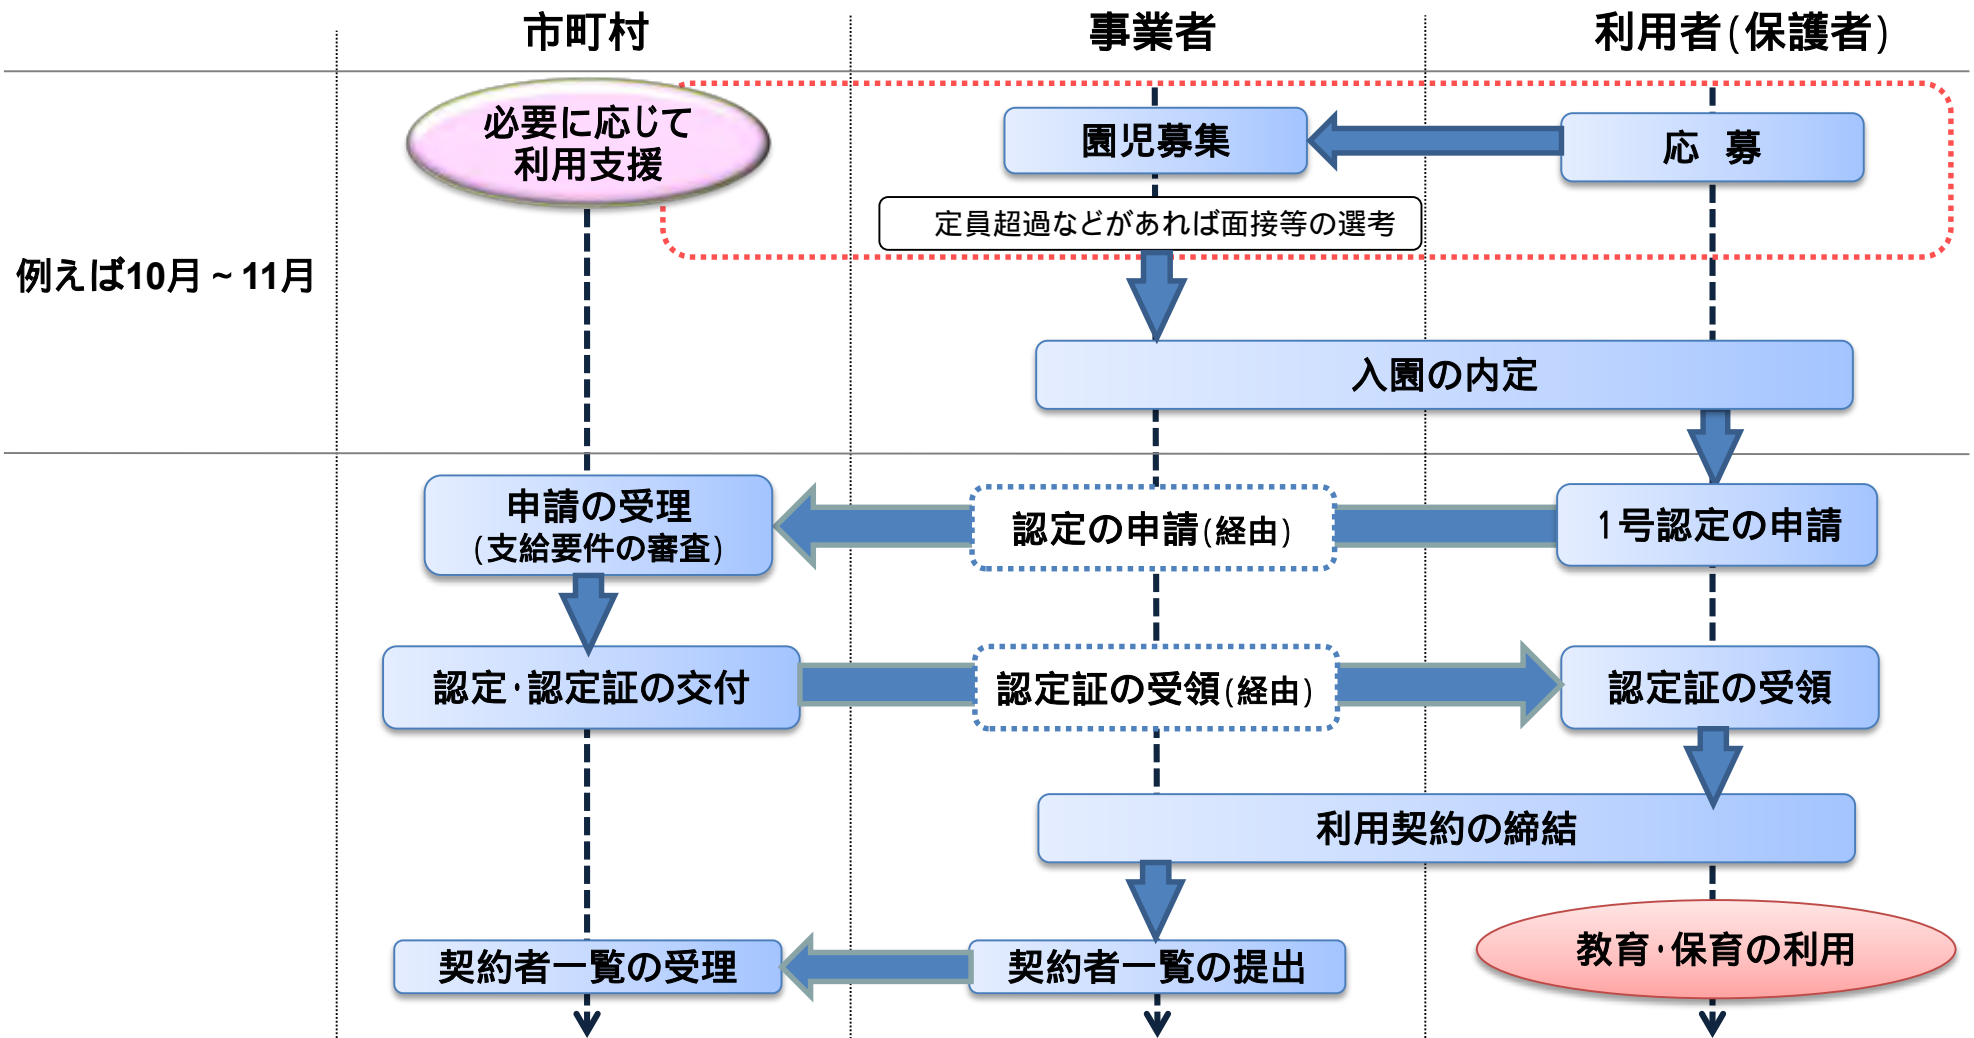 市町村
事業者
利用者(保護者)
必要に応じて
利用支援
園児募集
応 募
定員超過などがあれば面接等の選考
例えば10月~11月
入園の内定
申請の受理
(支給要件の審査)
認定の申請(経由)
1号認定の申請
認定・認定証の交付
認定証の受領(経由)
認定証の受領
利用契約の締結
契約者一覧の受理
契約者一覧の提出
教育・保育の利用